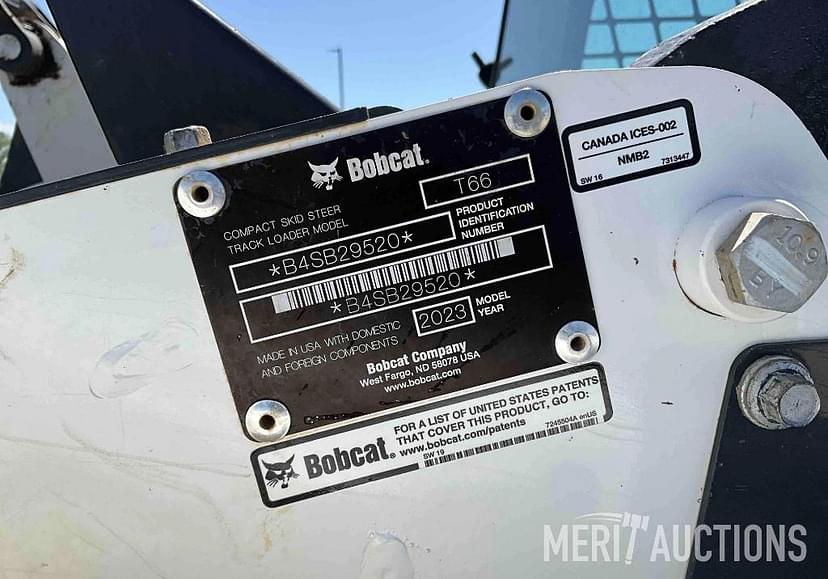 Bobcat.
COMPACT SKID STEER
TRACK LOADER MODEL
T66
*B4SB29520*
PRODUCT
IDENTIFICATION
NUMBER
*B4SB29520*
MADE IN USA WITH DOMESTIC
AND FOREIGN COMPONENTS
2023
MODEL
YEAR
Bobcat Company
West Fargo, ND 58078 USA
www.bobcat.com
CANADA ICES-002
NMB2
SW 16
7313447
10.9
BY
Bobcat®
FOR A LIST OF UNITED STATES PATENTS
THAT COVER THIS PRODUCT, GO TO:
www.bobcat.com/patents
7245504A enUS
SW 19
MERIT AUCTIONS